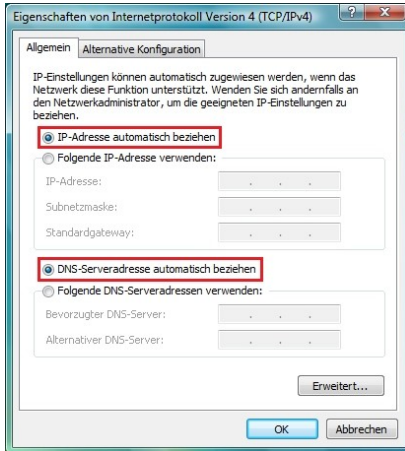 Eigenschaften von Internetprotokoll Version 4 (TCP/IPv4)
Allgemein
Alternative Konfiguration
IP-Einstellungen können automatisch zugewiesen werden, wenn das
Netzwerk diese Funktion unterstützt. Wenden Sie sich andernfalls an
den Netzwerkadministrator, um die geeigneten IP-Einstellungen zu
beziehen.
IP-Adresse automatisch beziehen
Folgende IP-Adresse verwenden:
IP-Adresse:
Subnetzmaske:
Standardgateway:
DNS-Serveradresse automatisch beziehen
Folgende DNS-Serveradressen verwenden:
Bevorzugter DNS-Server:
Alternativer DNS-Server:
Erweitert...
OK
Abbrechen